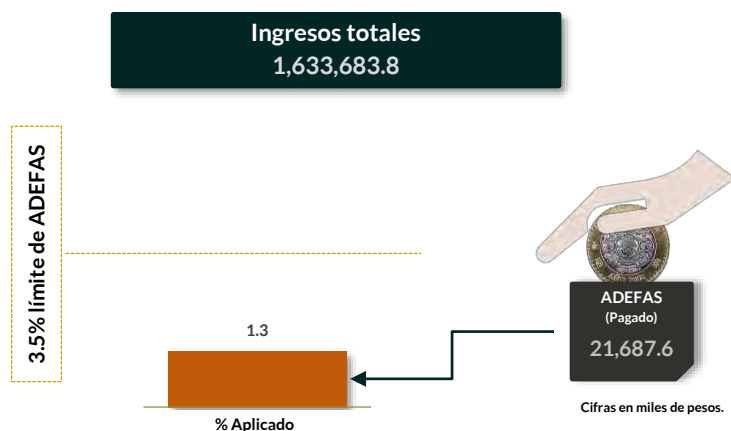 Ingresos totales
1,633,683.8
3.5% límite de ADEFAS
1.3
% Aplicado
ADEFAS
(Pagado)
21,687.6
Cifras en miles de pesos.